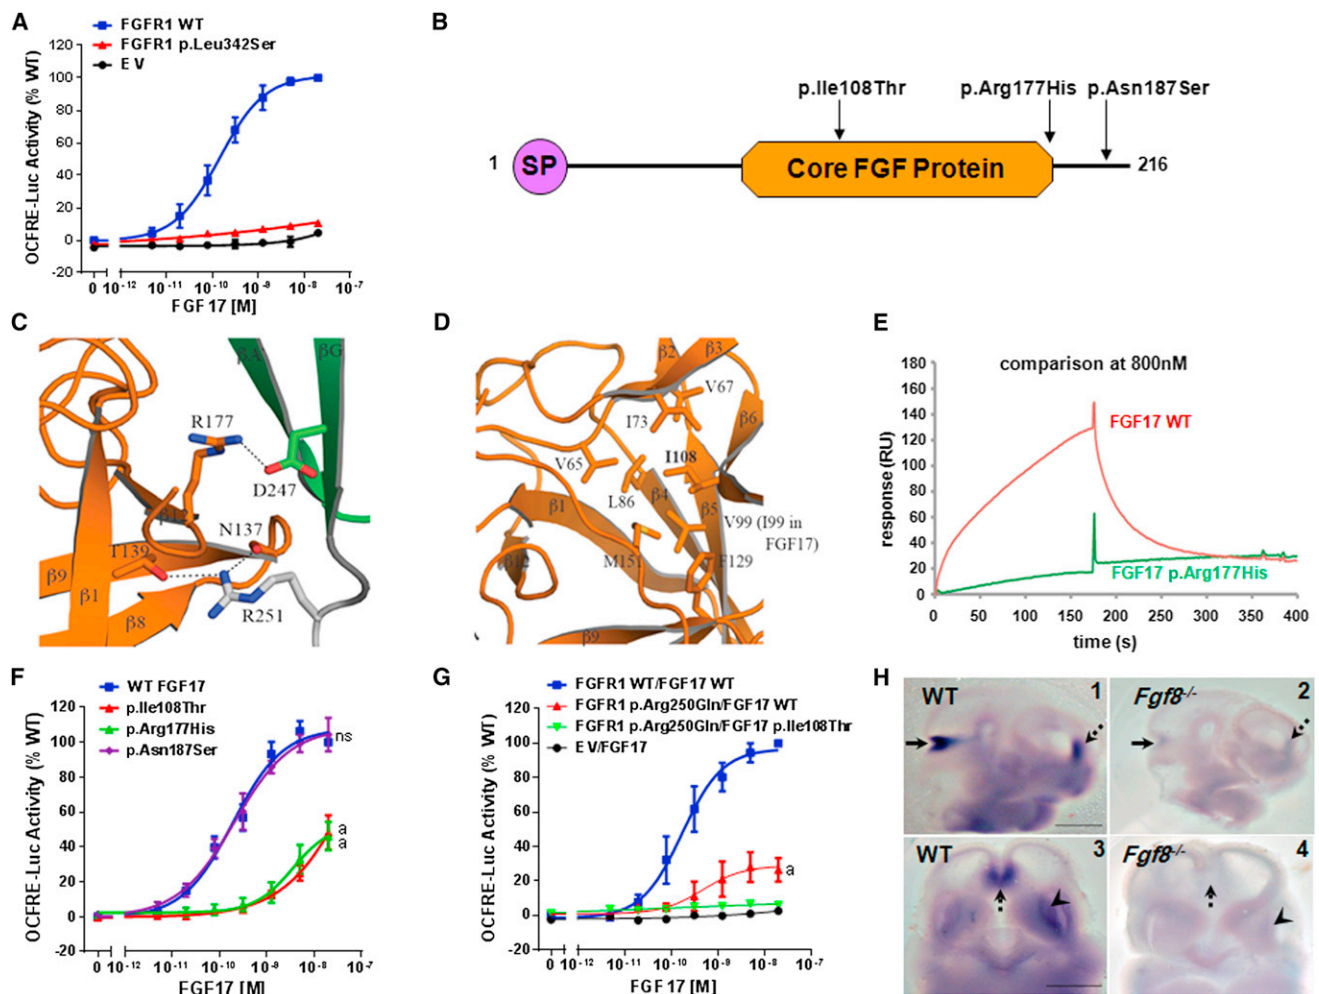 A
FGFR1 WT
FGFR1 p.Leu342Ser
EV
OCFRE-Luc Activity (% WT)
120
100
80
60
40
20
0
-20
0 10-12 10-11 10-10 10-9 10-8 10-7
FGF17 [M]
B
p.Ile108Thr
p.Arg177His
p.Asn187Ser
1
SP
Core FGF Protein
216
C
βA
βG
R177
D247
N137
T139
β9
β1
β8
R251
D
β2
β3
V67
I73
β6
V65
I108
L86
β4
β1
β5
V99 (I99 in
FGF17)
M151
F129
β12
β9
E
comparison at 800nM
response (RU)
180
160
140
120
100
80
60
40
20
0
FGF17 WT
FGF17 p.Arg177His
0 50 100 150 200 250 300 350 400
time (s)
F
WT FGF17
p.Ile108Thr
p.Arg177His
p.Asn187Ser
OCFRE-Luc Activity (% WT)
120
100
80
60
40
20
0
-20
ns
a
a
0 10-12 10-11 10-10 10-9 10-8 10-7
FGF17 [M]
G
FGFR1 WT/FGF17 WT
FGFR1 p.Arg250Gln/FGF17 WT
FGFR1 p.Arg250Gln/FGF17 p.Ile108Thr
EV/FGF17
OCFRE-Luc Activity (% WT)
120
100
80
60
40
20
0
-20
a
0 10-12 10-11 10-10 10-9 10-8 10-7
FGF17 [M]
H
WT
1
Fgf8-/-
2
WT
3
Fgf8-/-
4